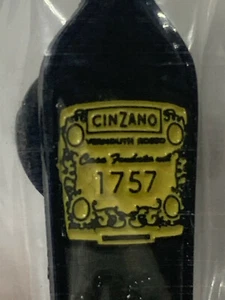 CINZANO
VERMOUTH ROSSO
Casa Fondata nel
1757